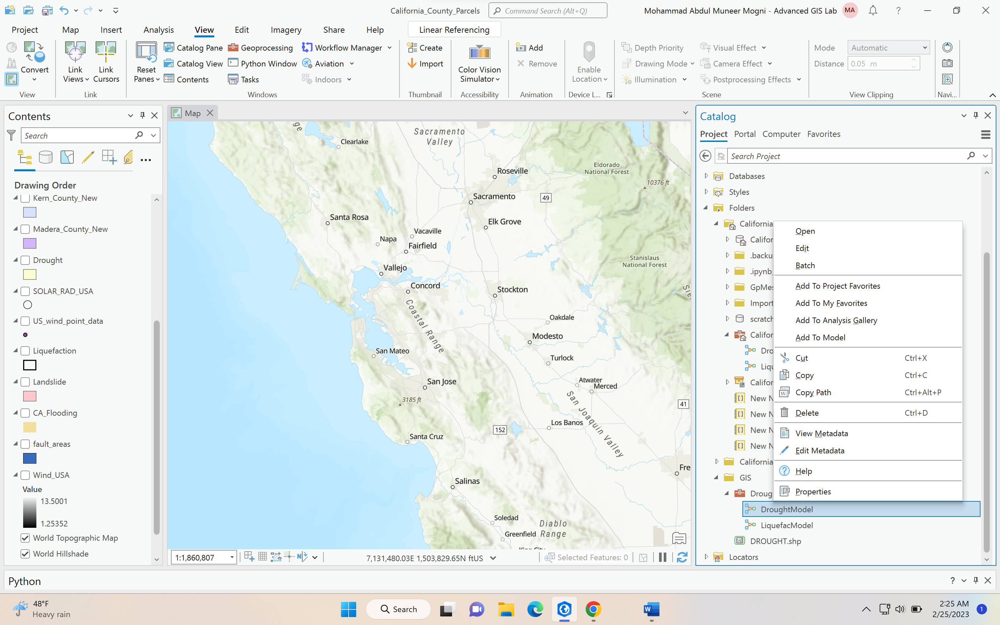 California_County_Parcels
Command Search (Alt+Q)
Mohammad Abdul Muneer Mogni - Advanced GIS Lab
MA
?
Project
Map
Insert
Analysis
View
Edit
Imagery
Share
Help
Linear Referencing
Convert
View
Link Views
Link Cursors
Link
Reset Panes
Catalog Pane
Catalog View
Contents
Geoprocessing
Python Window
Tasks
Workflow Manager
Aviation
Indoors
Windows
Create
Import
Thumbnail
Color Vision Simulator
Accessibility
Add
Remove
Animation
Enable Location
Device L...
Depth Priority
Drawing Mode
Illumination
Visual Effect
Camera Effect
Postprocessing Effects
Scene
Mode
Automatic
Distance
0.05 m
View Clipping
Navi...
Contents
Search
Drawing Order
Kern_County_New
Madera_County_New
Drought
SOLAR_RAD_USA
US_wind_point_data
Liquefaction
Landslide
CA_Flooding
fault_areas
Wind_USA
Value
13.5001
1.25352
World Topographic Map
World Hillshade
Map
ge
Sacramento
Valley
Clearlake
Roseville
Eldorado
National Forest
10376 ft
Sacramento
49
Santa Rosa
Elk Grove
Vacaville
Napa
Fairfield
Stanislaus
National Forest
Vallejo
Concord
Stockton
Sie
Coastal Range
Oakdale
Modesto
San Mateo
Turlock
San Jose
Atwater
Merced
3185 ft
41
San Joaquin Valley
Los Banos
152
Santa Cruz
Fre
Salinas
Soledad
Diablo
Range
Greenfield
King City
1:1,860,807
7,131,480.03E 1,503,829.65N ftUS
Selected Features: 0
Catalog
Project
Portal
Computer
Favorites
Search Project
Databases
Styles
Folders
California
Califor
.backu
.ipynb_
GpMes
Import
scratch
Califor
Dro
Liqu
Califor
New N
New N
New N
New N
California
GIS
Droug
DroughtModel
LiquefacModel
DROUGHT.shp
Locators
Open
Edit
Batch
Add To Project Favorites
Add To My Favorites
Add To Analysis Gallery
Add To Model
Cut Ctrl+X
Copy Ctrl+C
Copy Path Ctrl+Alt+P
Delete Ctrl+D
View Metadata
Edit Metadata
Help
Properties
Python
?
48°F
Heavy rain
Search
W
2:25 AM
2/25/2023
1